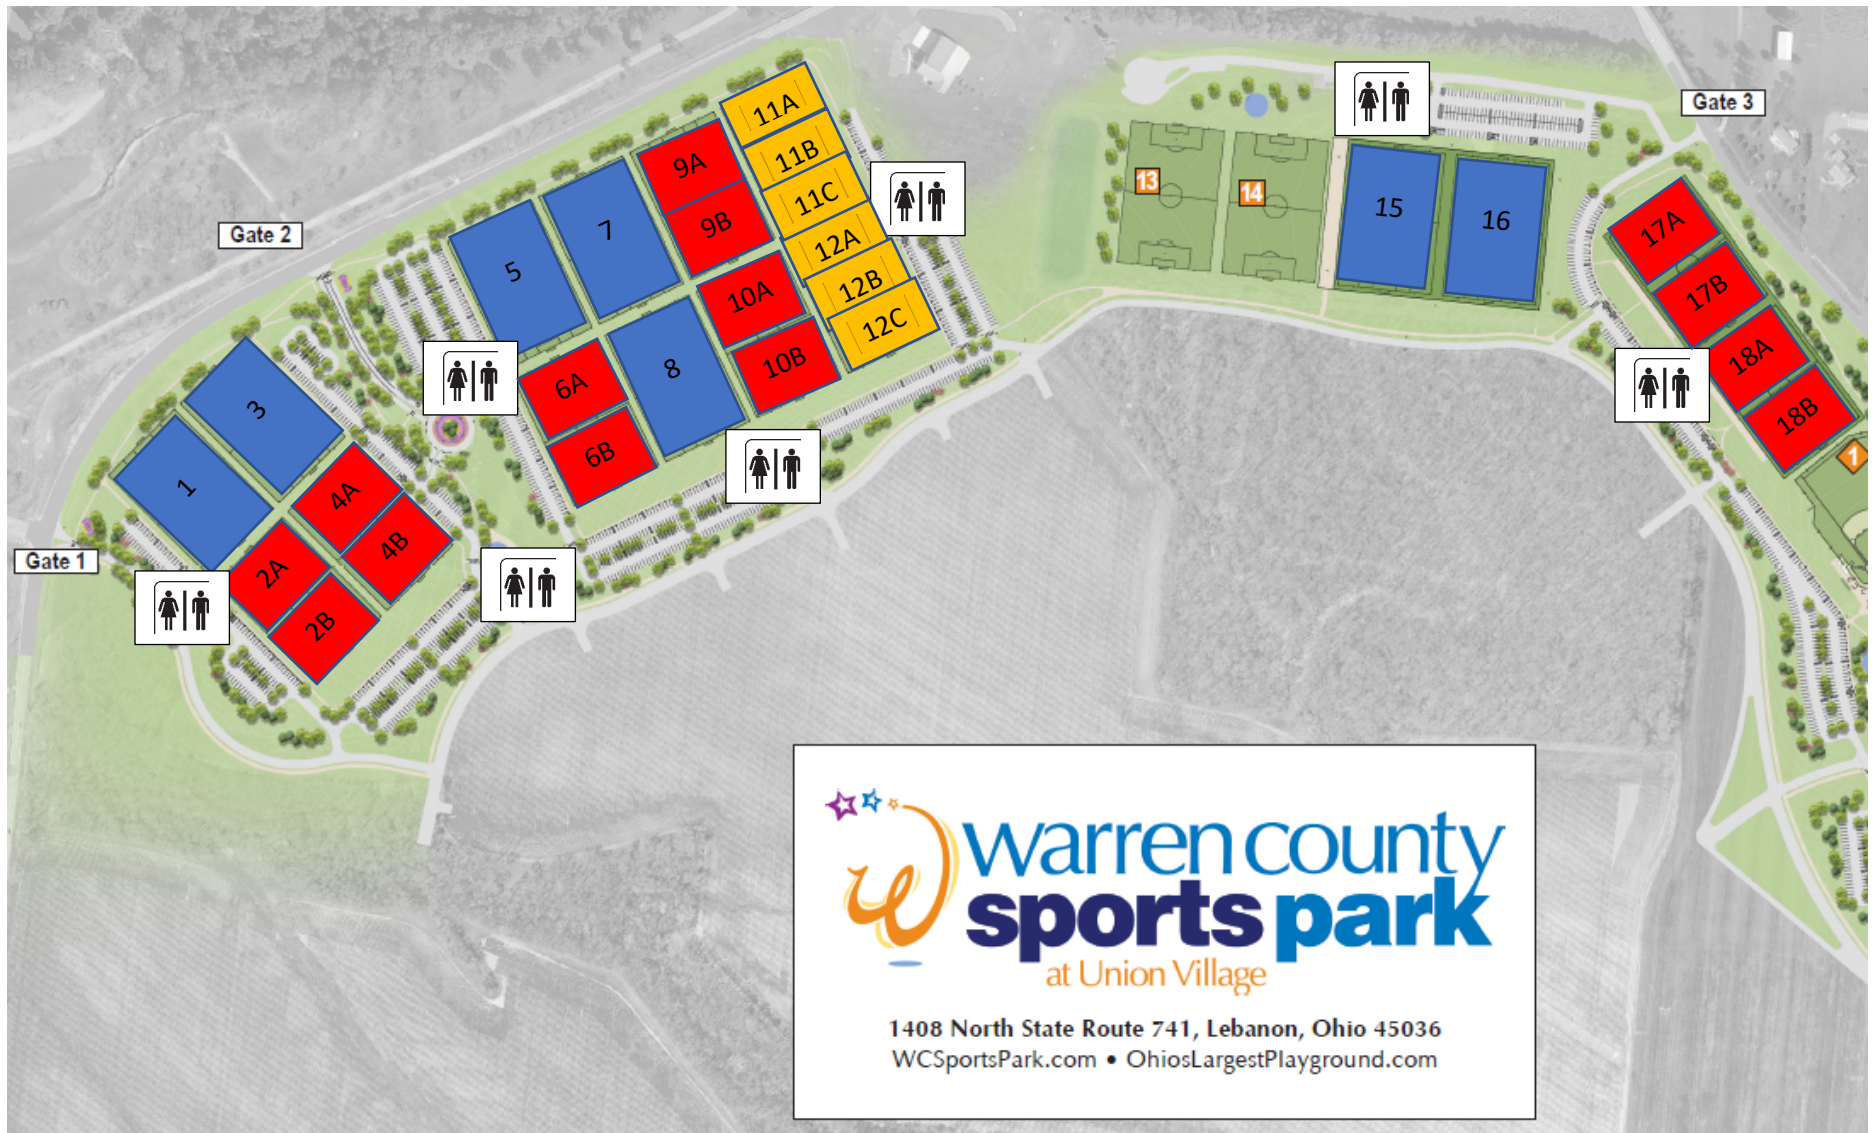 Gate 1
Gate 2
Gate 3
1
2A
2B
3
4A
4B
5
6A
6B
7
8
9A
9B
10A
10B
11A
11B
11C
12A
12B
12C
13
14
15
16
17A
17B
18A
18B
1
warren county
sports park
at Union Village
1408 North State Route 741, Lebanon, Ohio 45036
WCSportsPark.com • OhiosLargestPlayground.com